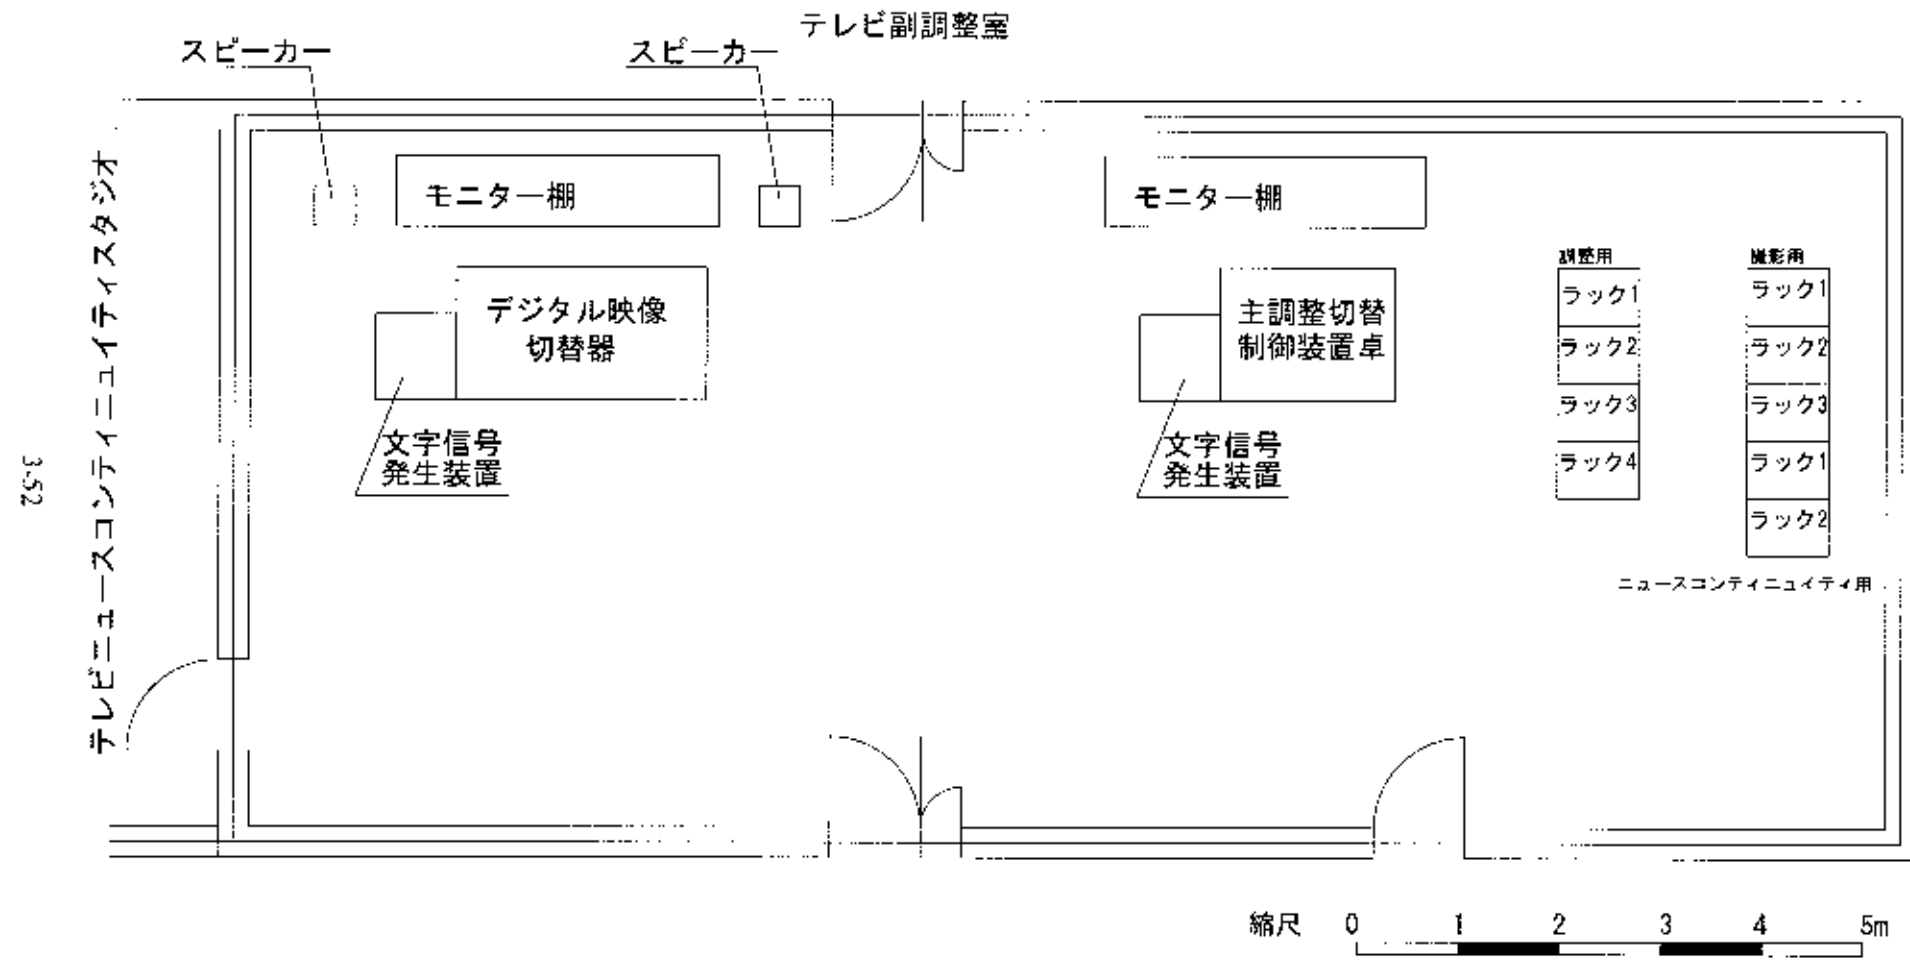 テレビ副調整室
スピーカー
スピーカー
テレビニュースコンティニュイティスタジオ
モニター棚
モニター棚
デジタル映像
切替器
文字信号
発生装置
主調整切替
制御装置卓
文字信号
発生装置
調整用
ラック1
ラック2
ラック3
ラック4
撮影用
ラック1
ラック2
ラック3
ラック1
ラック2
ニュースコンティニュイティ用
3-52
縮尺 0 1 2 3 4 5m